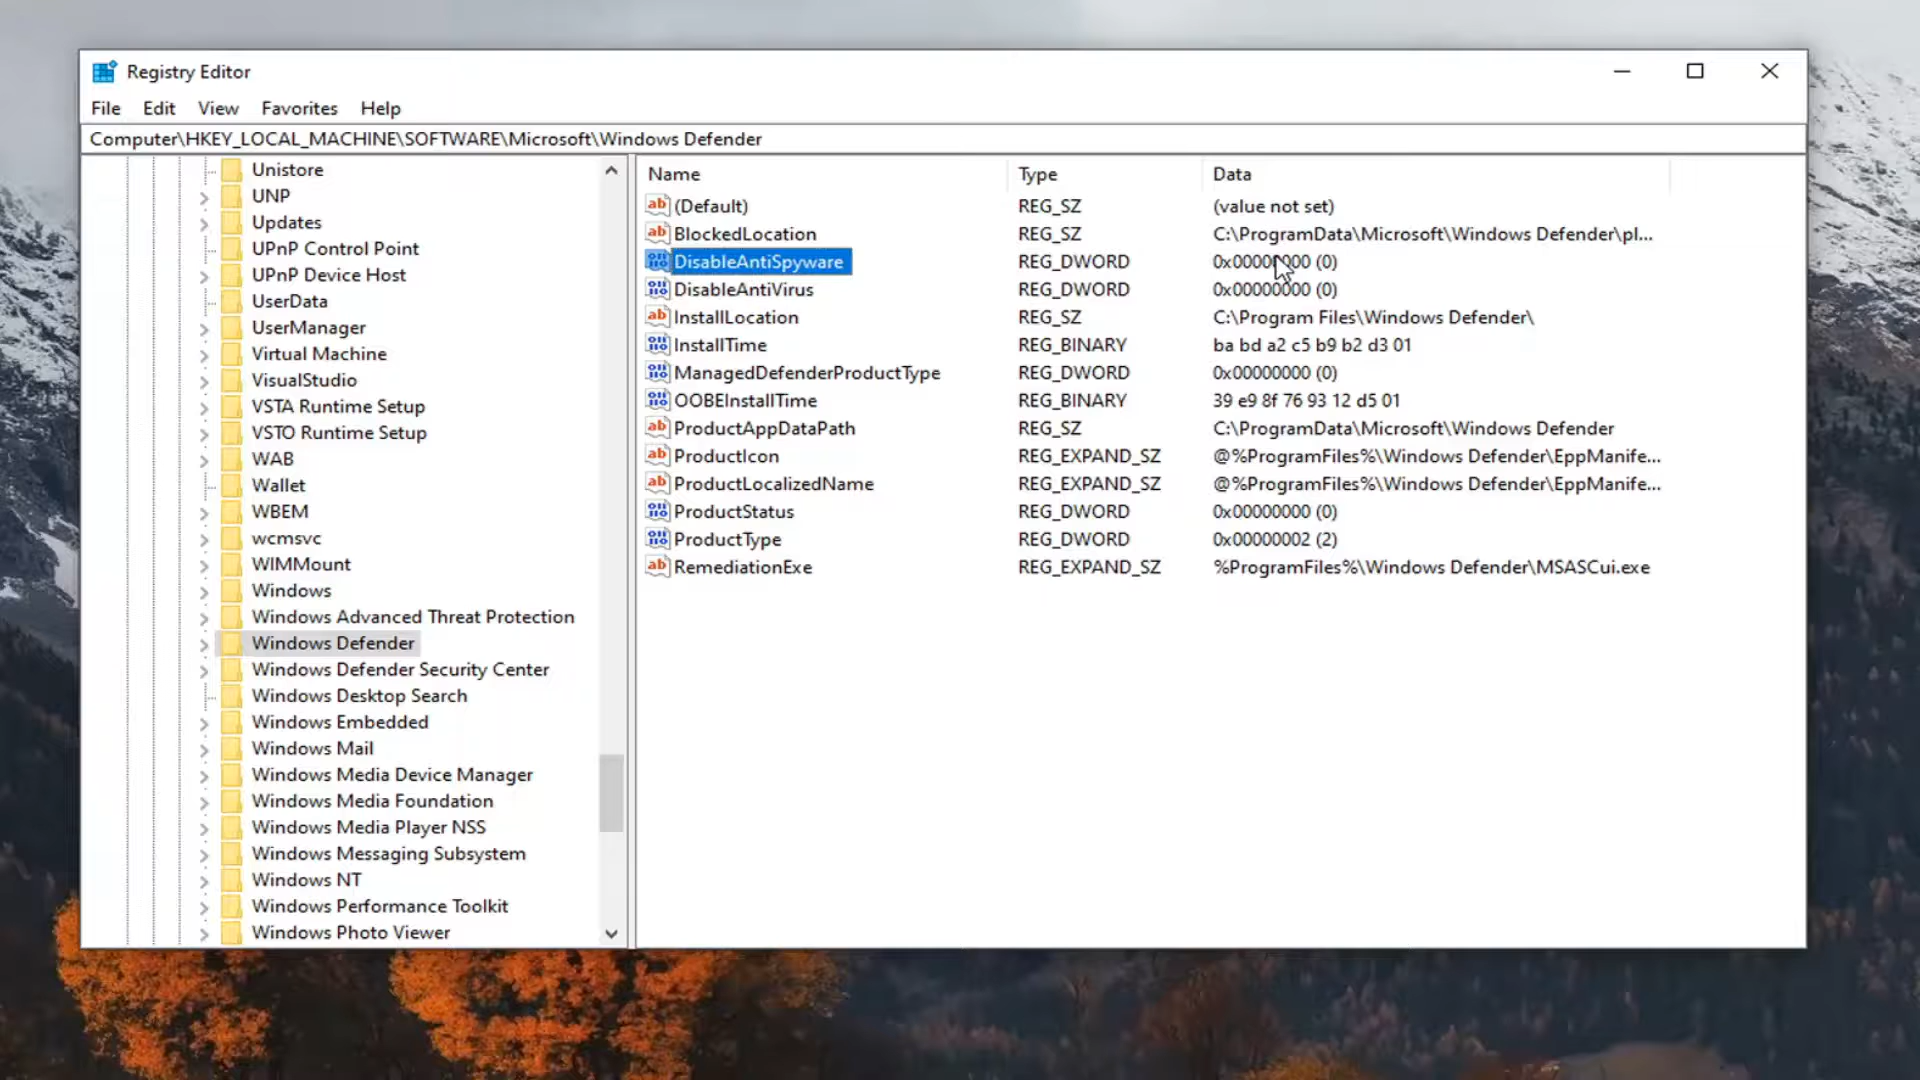 Registry Editor
File Edit View Favorites Help
Computer\HKEY_LOCAL_MACHINE\SOFTWARE\Microsoft\Windows Defender
Unistore
UNP
Updates
UPnP Control Point
UPnP Device Host
UserData
UserManager
Virtual Machine
VisualStudio
VSTA Runtime Setup
VSTO Runtime Setup
WAB
Wallet
WBEM
wcmsvc
WIMMount
Windows
Windows Advanced Threat Protection
Windows Defender
Windows Defender Security Center
Windows Desktop Search
Windows Embedded
Windows Mail
Windows Media Device Manager
Windows Media Foundation
Windows Media Player NSS
Windows Messaging Subsystem
Windows NT
Windows Performance Toolkit
Windows Photo Viewer
Name Type Data
(Default) REG_SZ (value not set)
BlockedLocation REG_SZ C:\ProgramData\Microsoft\Windows Defender\pl...
DisableAntiSpyware REG_DWORD 0x00000000 (0)
DisableAntiVirus REG_DWORD 0x00000000 (0)
InstallLocation REG_SZ C:\Program Files\Windows Defender\
InstallTime REG_BINARY ba bd a2 c5 b9 b2 d3 01
ManagedDefenderProductType REG_DWORD 0x00000000 (0)
OOBEInstallTime REG_BINARY 39 e9 8f 76 93 12 d5 01
ProductAppDataPath REG_SZ C:\ProgramData\Microsoft\Windows Defender
ProductIcon REG_EXPAND_SZ @%ProgramFiles%\Windows Defender\EppManife...
ProductLocalizedName REG_EXPAND_SZ @%ProgramFiles%\Windows Defender\EppManife...
ProductStatus REG_DWORD 0x00000000 (0)
ProductType REG_DWORD 0x00000002 (2)
RemediationExe REG_EXPAND_SZ %ProgramFiles%\Windows Defender\MSASCui.exe